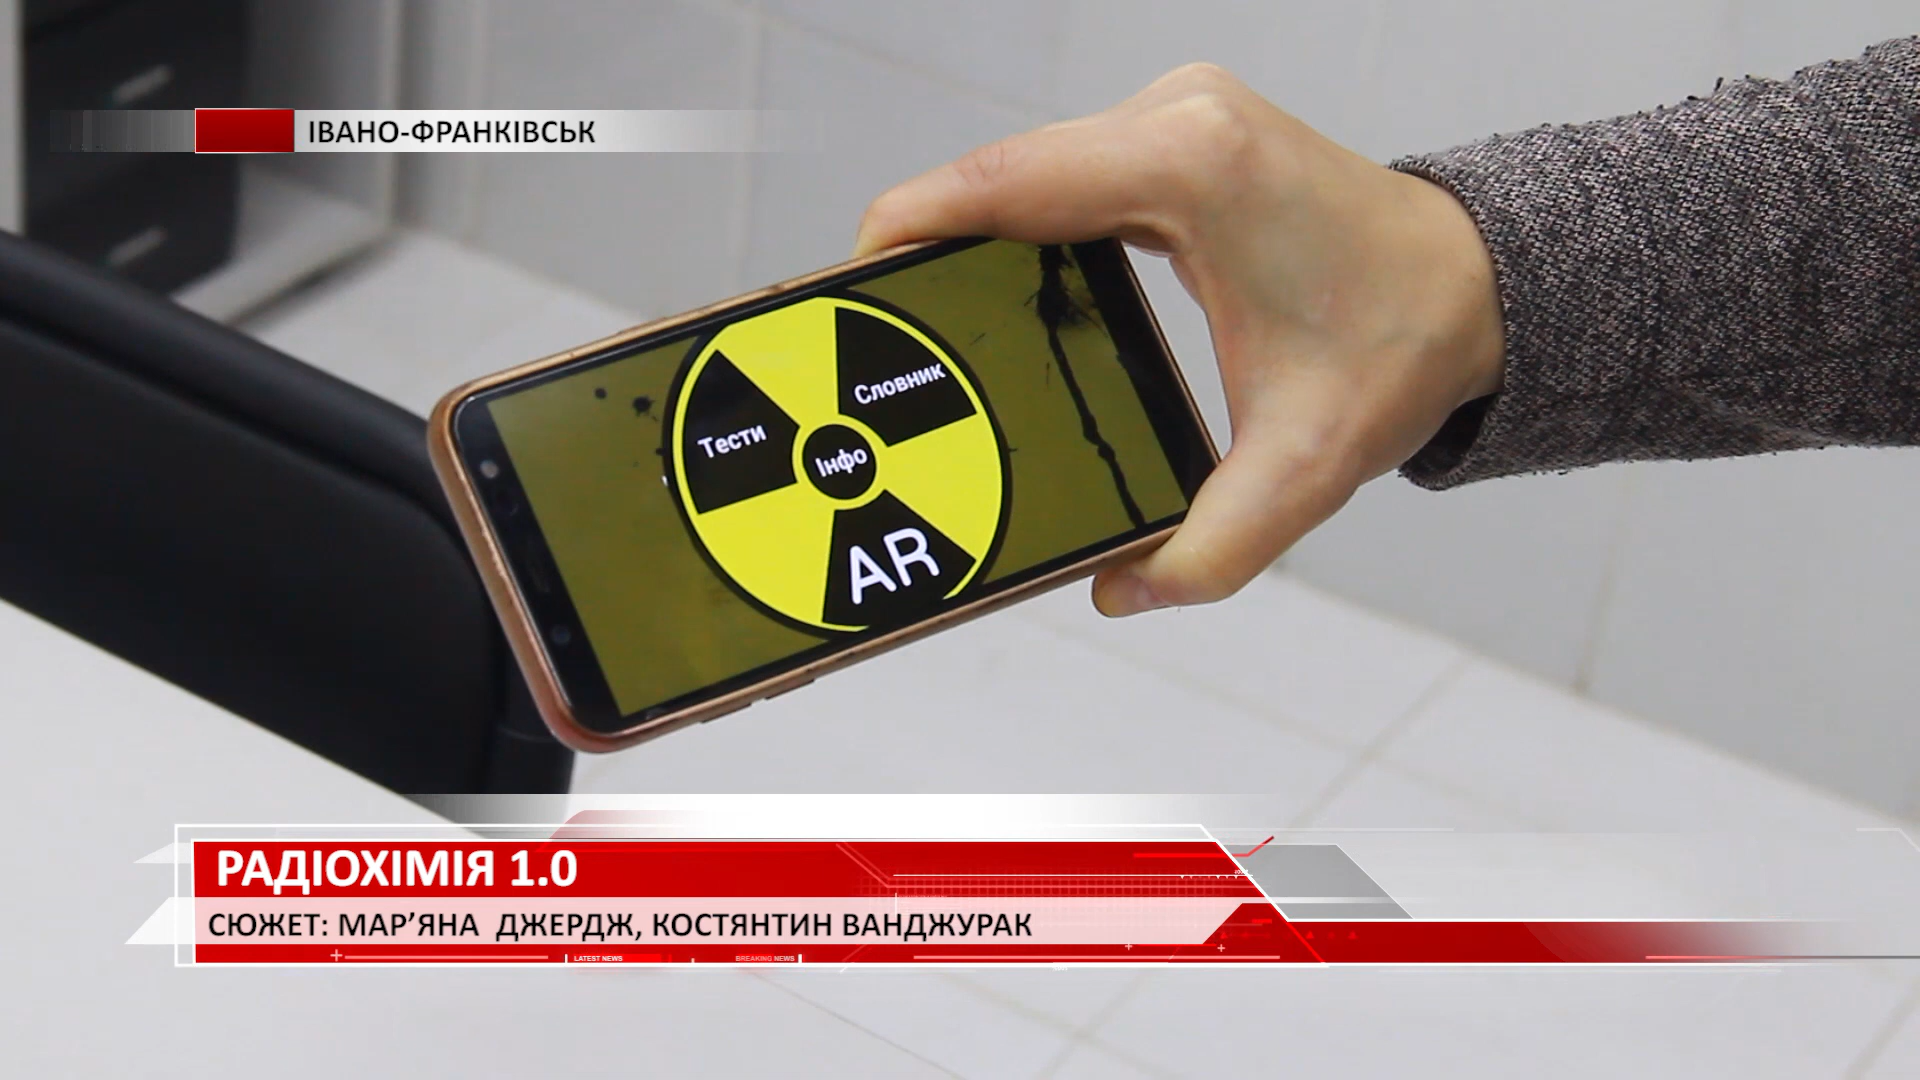 ІВАНО-ФРАНКІВСЬК
Словник
Тести
Інфо
AR
РАДІОХІМІЯ 1.0
СЮЖЕТ: МАР’ЯНА ДЖЕРДЖ, КОСТЯНТИН ВАНДЖУРАК
LATEST NEWS
BREAKING NEWS